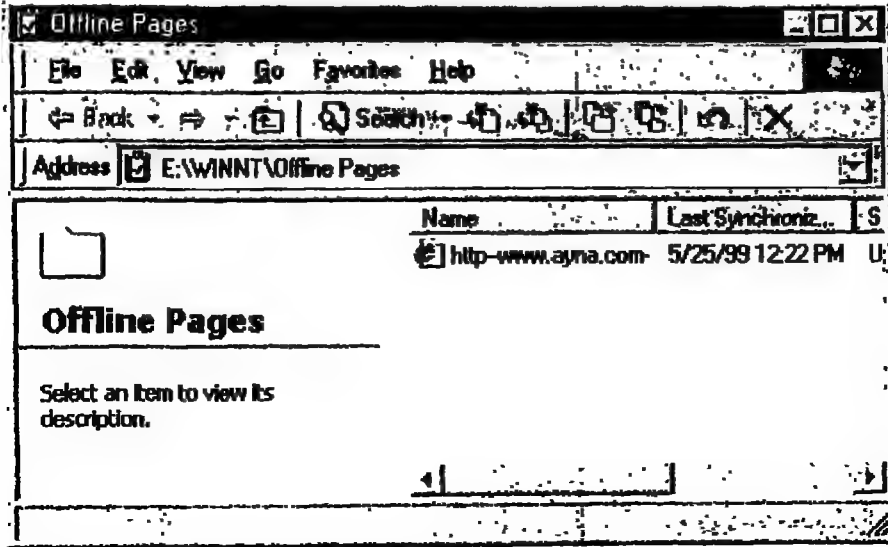 Offline Pages
File Edit View Go Favorites Help
Back Search
Address E:\WINNT\Offline Pages
Name Last Synchroniz... S
http-www.ayna.com- 5/25/99 12:22 PM U
Offline Pages
Select an item to view its
description.